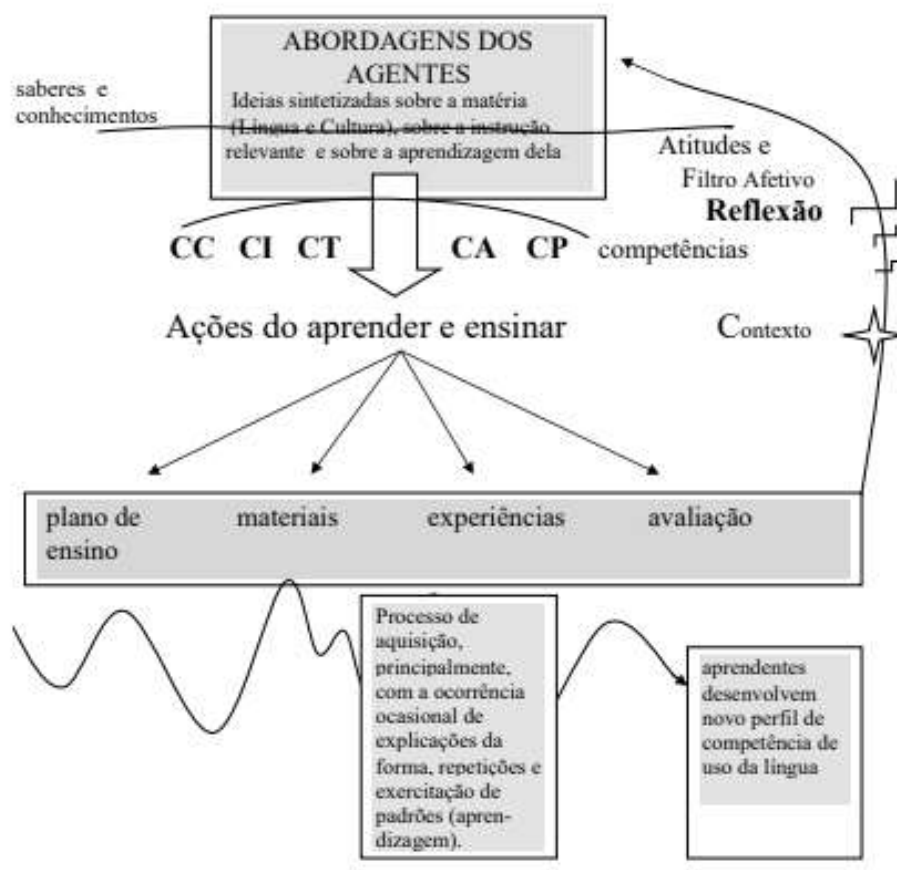 ABORDAGENS DOS
AGENTES
Ideias sintetizadas sobre a matéria
(Língua e Cultura), sobre a instrução
relevante e sobre a aprendizagem dela
saberes e
conhecimentos
Atitudes e
Filtro Afetivo
Reflexão
CC CI CT CA CP competências
Ações do aprender e ensinar
Contexto
plano de
ensino
materiais
experiências
avaliação
Processo de
aquisição,
principalmente,
com a ocorrência
ocasional de
explicações da
forma, repetições e
exercitação de
padrões (apren-
dizagem).
aprendentes
desenvolvem
novo perfil de
competência de
uso da língua